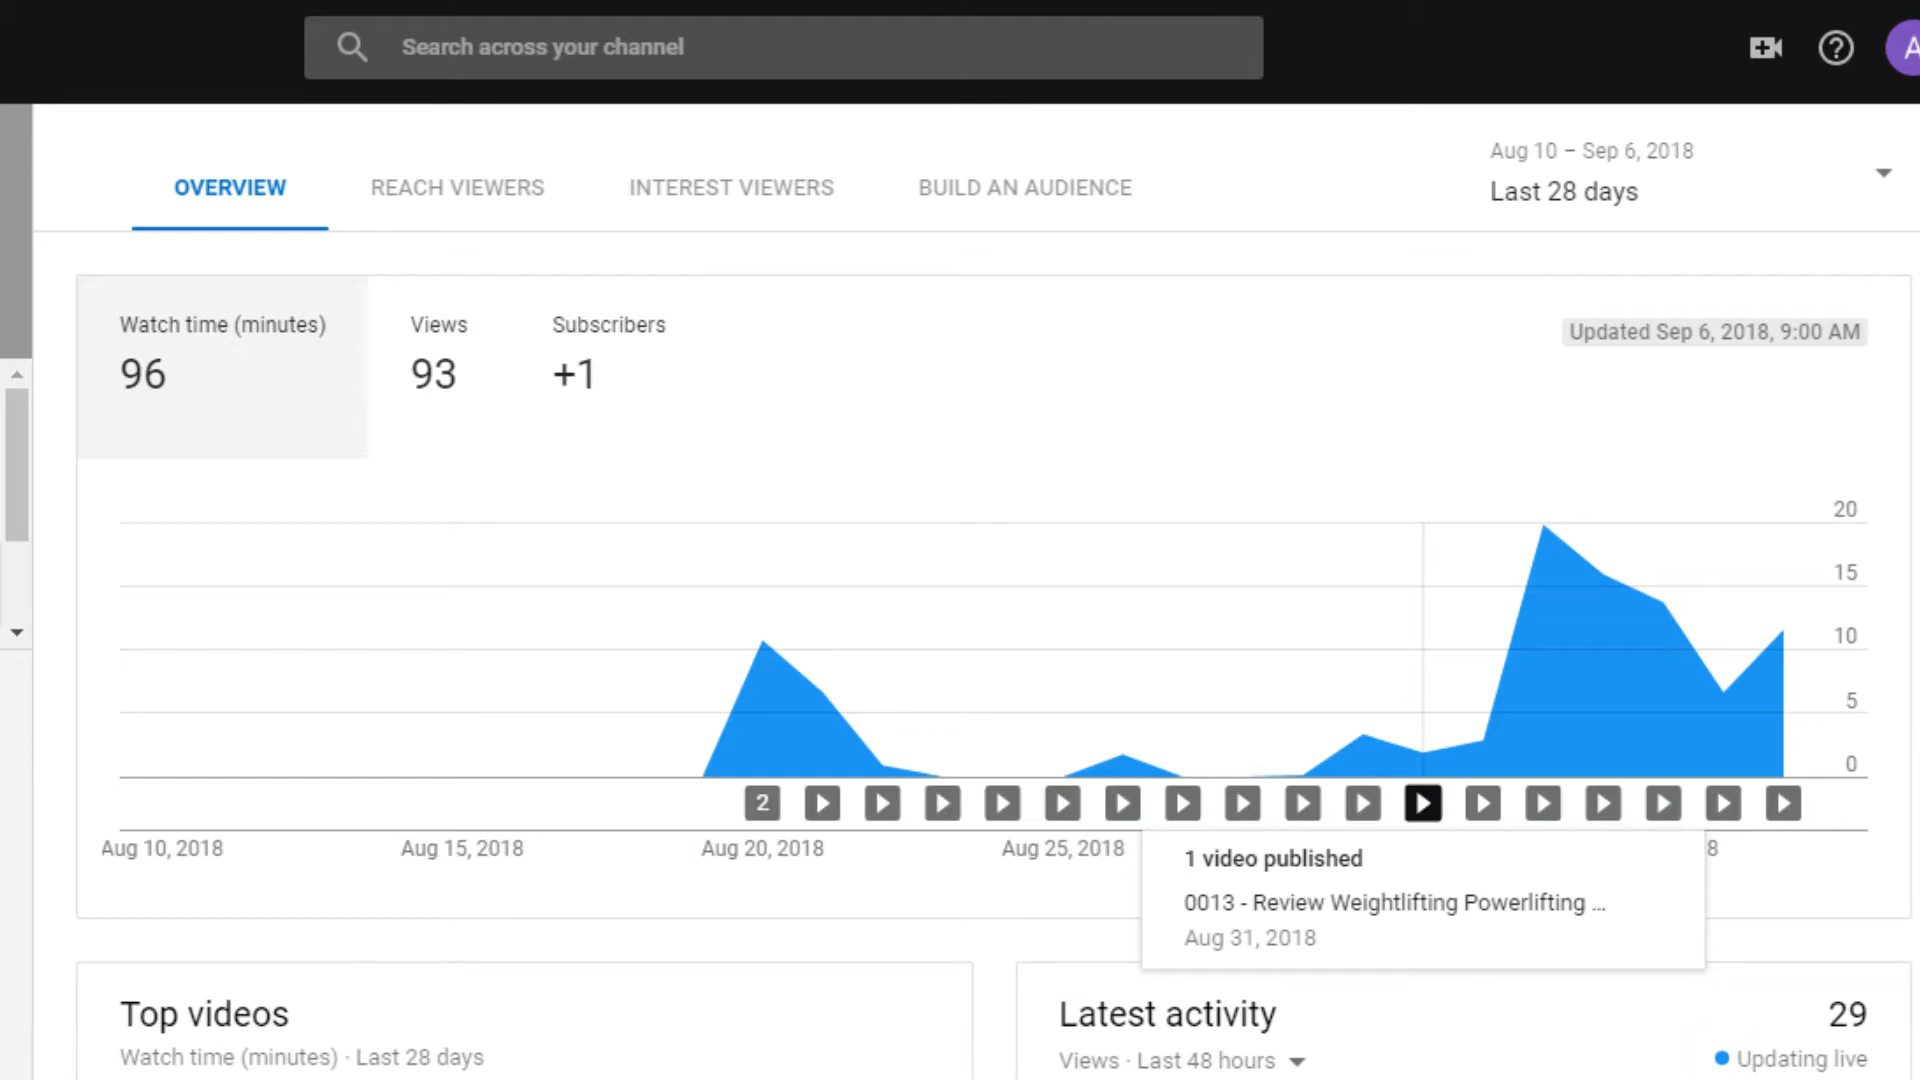 Search across your channel
A
Aug 10 – Sep 6, 2018
Last 28 days
OVERVIEW
REACH VIEWERS
INTEREST VIEWERS
BUILD AN AUDIENCE
Watch time (minutes)
96
Views
93
Subscribers
+1
Updated Sep 6, 2018, 9:00 AM
20
15
10
5
0
2
Aug 10, 2018
Aug 15, 2018
Aug 20, 2018
Aug 25, 2018
8
1 video published
0013 - Review Weightlifting Powerlifting ...
Aug 31, 2018
Top videos
Watch time (minutes) · Last 28 days
Latest activity
29
Views · Last 48 hours
Updating live